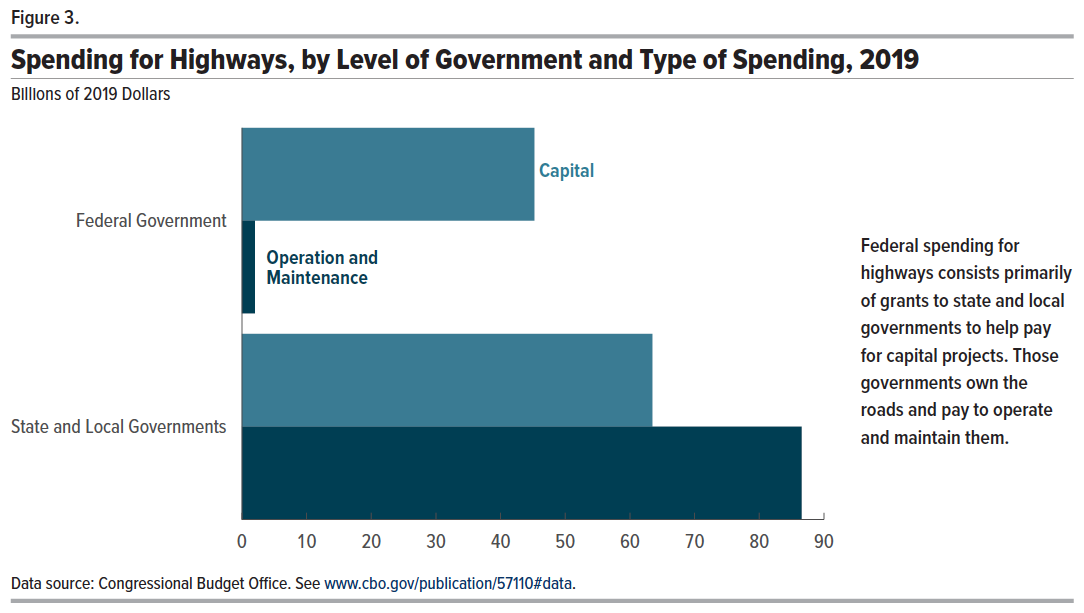 Figure 3.
Spending for Highways, by Level of Government and Type of Spending, 2019
Billions of 2019 Dollars
Capital
Federal Government
Operation and
Maintenance
State and Local Governments
0 10 20 30 40 50 60 70 80 90
Federal spending for
highways consists primarily
of grants to state and local
governments to help pay
for capital projects. Those
governments own the
roads and pay to operate
and maintain them.
Data source: Congressional Budget Office. See www.cbo.gov/publication/57110#data.